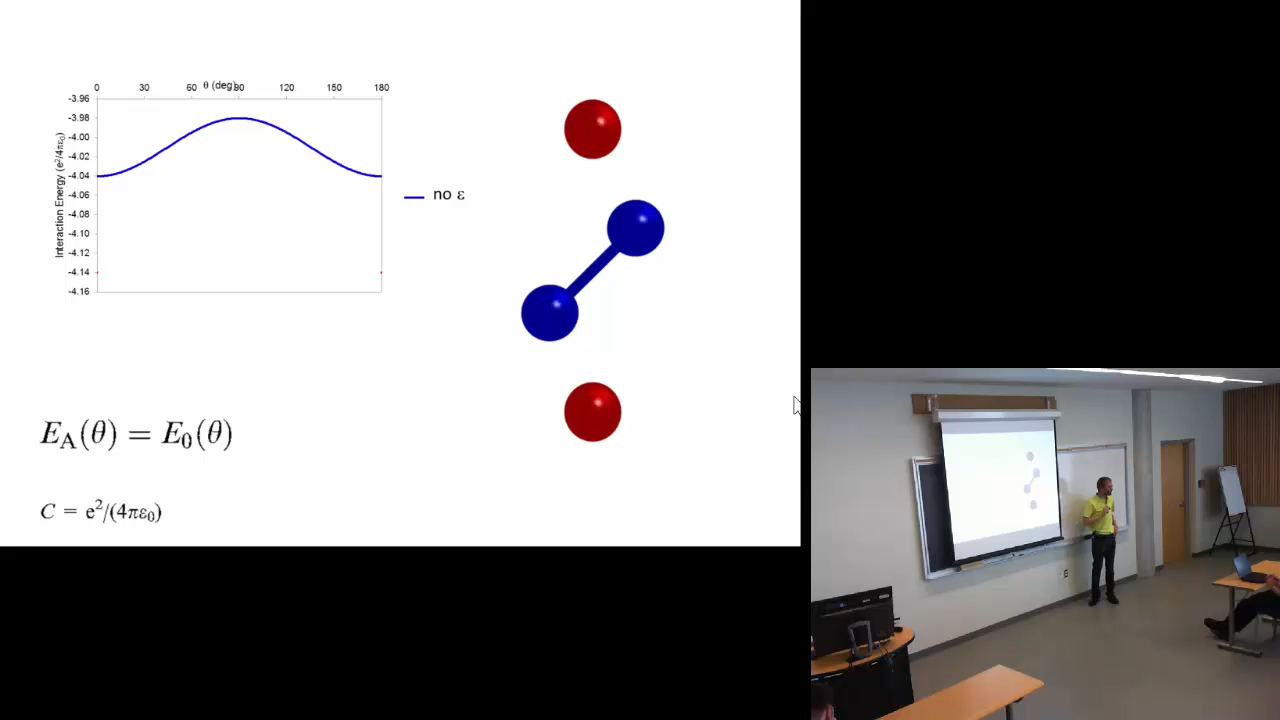 θ (deg)
0 30 60 90 120 150 180
-3.96
-3.98
-4.00
-4.02
-4.04
-4.06
-4.08
-4.10
-4.12
-4.14
-4.16
Interaction Energy (e²/4πε₀)
no ε
E_A(θ) = E₀(θ)
C = e²/(4πε₀)